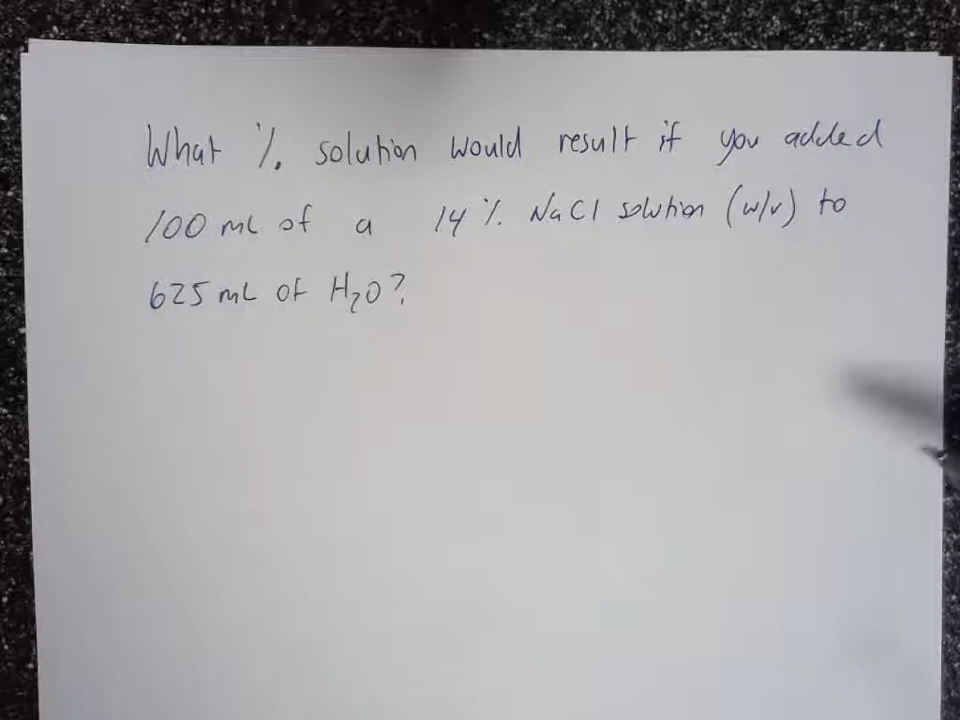 What % solution would result if you added
100 mL of a 14% NaCl solution (w/v) to
625 mL of H₂O?